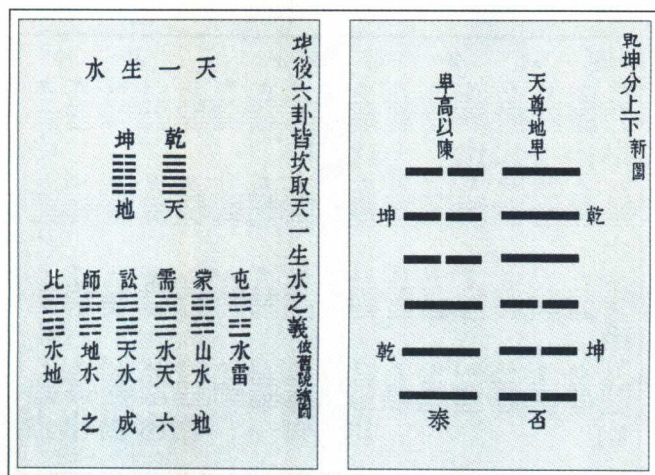 乾坤分上下 新圖
天尊地卑
卑高以陳
乾
坤
否
坤
乾
泰
坤後六卦皆坎取天一生水之義 舊說 圖
天一生水
乾 天
坤 地
屯 水雷
蒙 山水
需 水天
訟 天水
師 地水
比 水地
地六成之